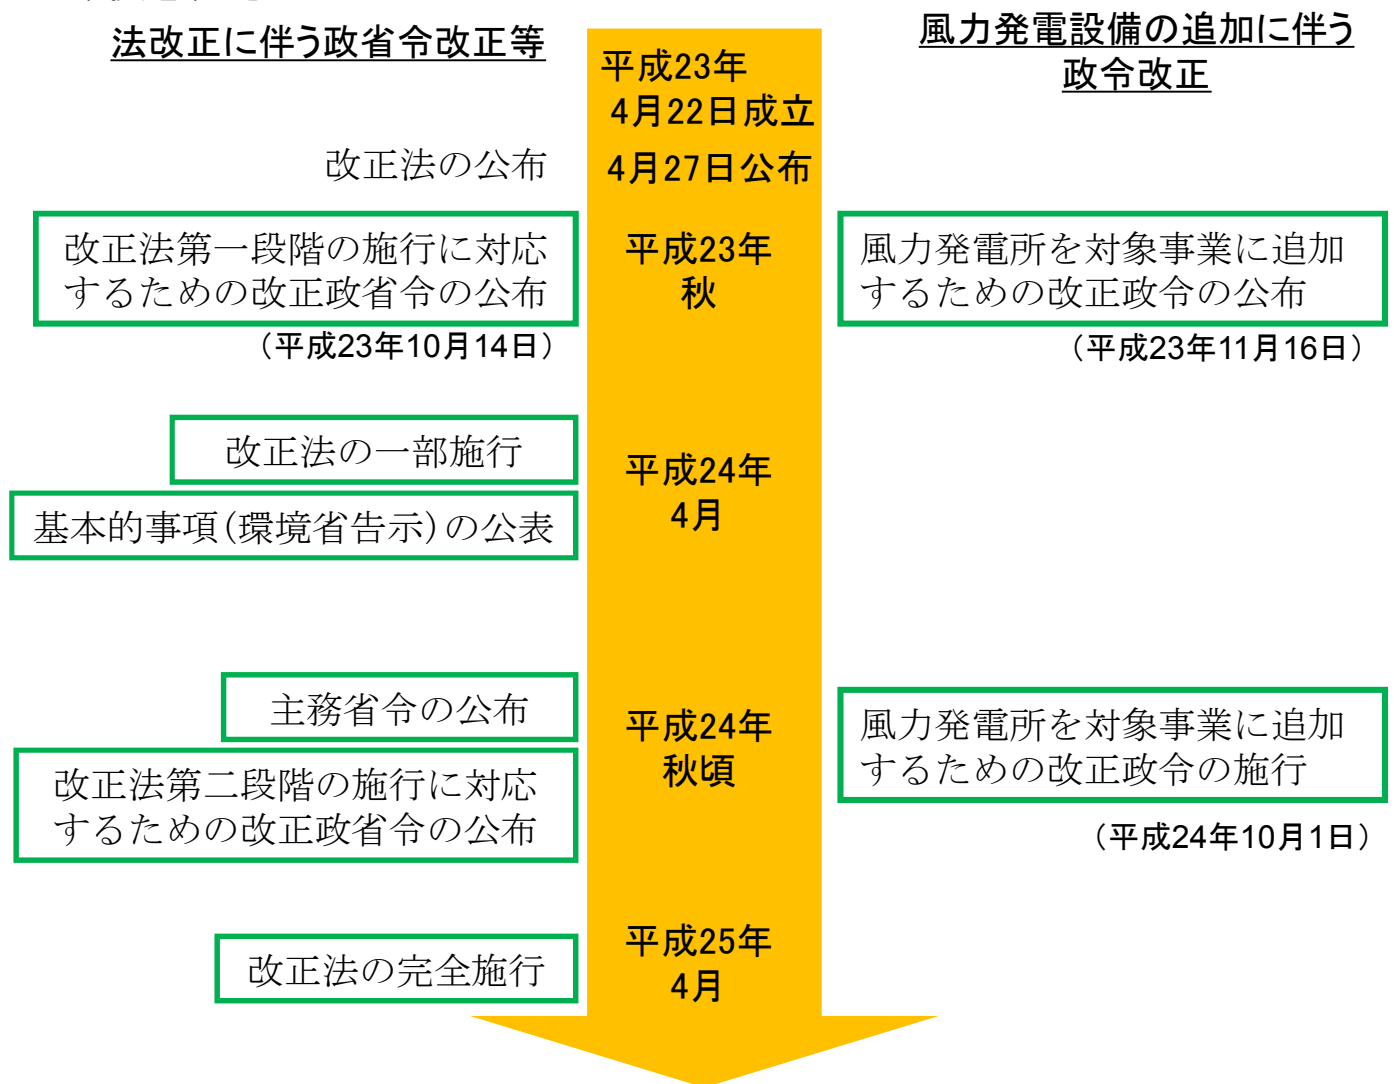 法改正に伴う政省令改正等
風力発電設備の追加に伴う
政令改正
平成23年
4月22日成立
改正法の公布
4月27日公布
改正法第一段階の施行に対応
するための改正政省令の公布
(平成23年10月14日)
平成23年
秋
風力発電所を対象事業に追加
するための改正政令の公布
(平成23年11月16日)
改正法の一部施行
基本的事項(環境省告示)の公表
平成24年
4月
主務省令の公布
改正法第二段階の施行に対応
するための改正政省令の公布
平成24年
秋頃
風力発電所を対象事業に追加
するための改正政令の施行
(平成24年10月1日)
改正法の完全施行
平成25年
4月